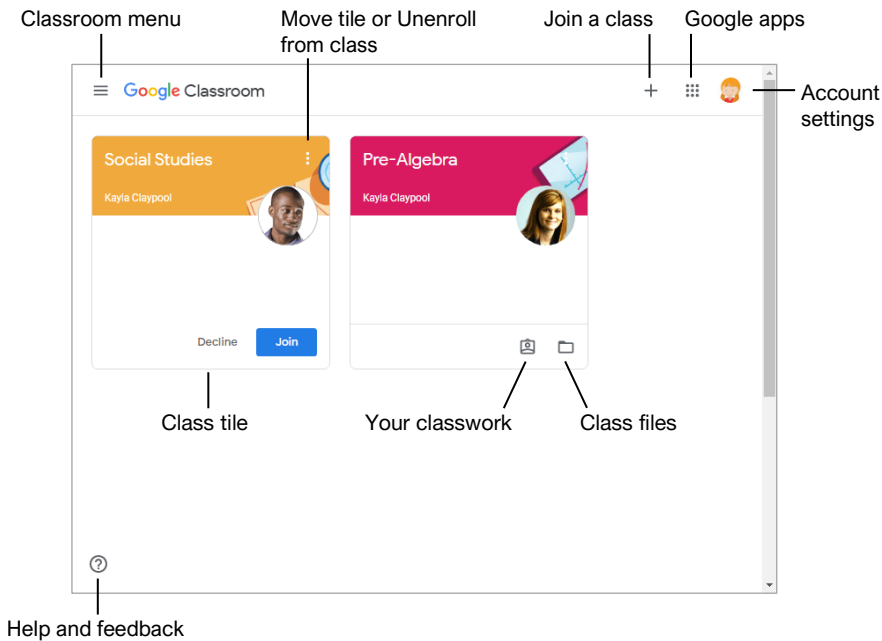 Classroom menu
Move tile or Unenroll
from class
Join a class
Google apps
Google Classroom
Account
settings
Social Studies
Kayla Claypool
Pre-Algebra
Kayla Claypool
Decline
Join
Class tile
Your classwork
Class files
Help and feedback